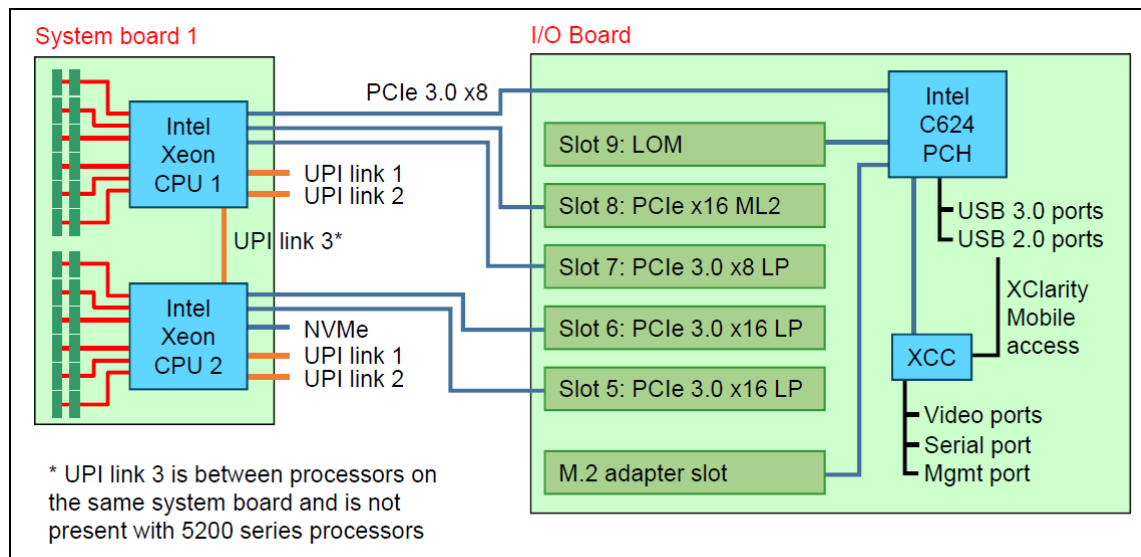 System board 1
I/O Board
PCIe 3.0 x8
Intel
Xeon
CPU 1
UPI link 1
UPI link 2
UPI link 3*
Intel
Xeon
CPU 2
NVMe
UPI link 1
UPI link 2
* UPI link 3 is between processors on
the same system board and is not
present with 5200 series processors
Slot 9: LOM
Slot 8: PCIe x16 ML2
Slot 7: PCIe 3.0 x8 LP
Slot 6: PCIe 3.0 x16 LP
Slot 5: PCIe 3.0 x16 LP
M.2 adapter slot
Intel
C624
PCH
USB 3.0 ports
USB 2.0 ports
XClarity
Mobile
access
XCC
Video ports
Serial port
Mgmt port